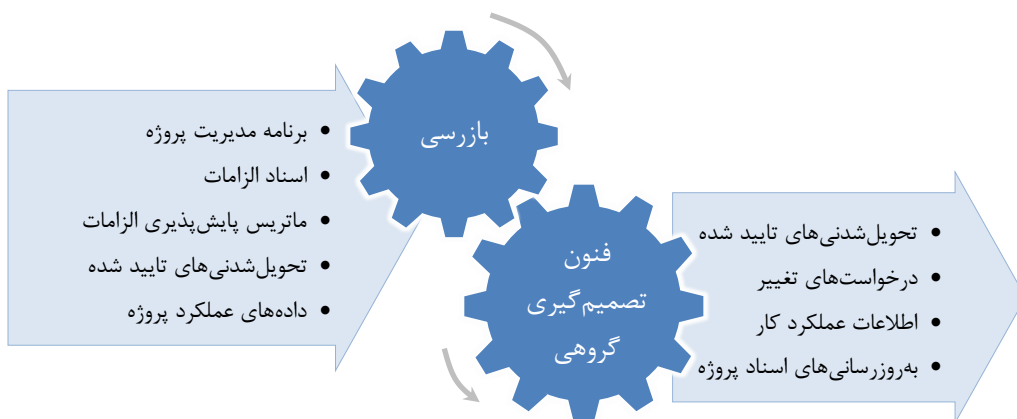 • برنامه مدیریت پروژه
• اسناد الزامات
• ماتریس پایش‌پذیری الزامات
• تحویل‌شدنی‌های تایید شده
• داده‌های عملکرد پروژه
بازرسی
فنون
تصمیم‌گیری
گروهی
• تحویل‌شدنی‌های تایید شده
• درخواست‌های تغییر
• اطلاعات عملکرد کار
• به‌روزرسانی‌های اسناد پروژه